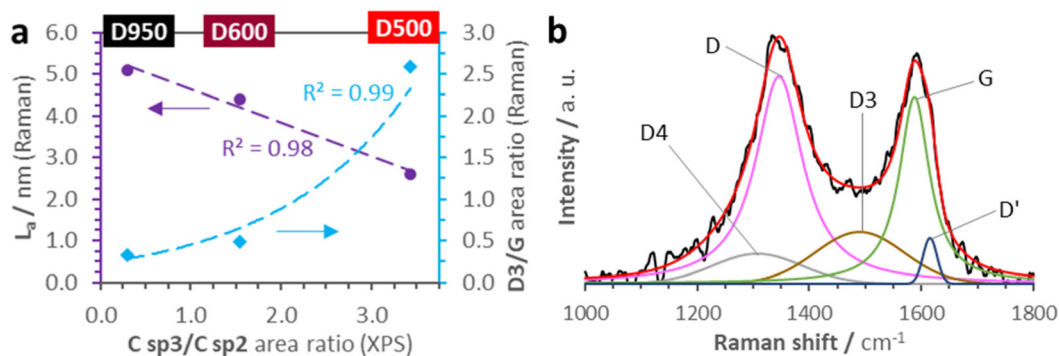 a
D950
D600
D500
6.0
5.0
4.0
3.0
2.0
1.0
0.0
La / nm (Raman)
R² = 0.99
R² = 0.98
3.0
2.5
2.0
1.5
1.0
0.5
0.0
D3/G area ratio (Raman)
0.0 1.0 2.0 3.0
C sp3/C sp2 area ratio (XPS)
b
D
G
D3
D4
D'
Intensity / a. u.
1000 1200 1400 1600 1800
Raman shift / cm⁻¹